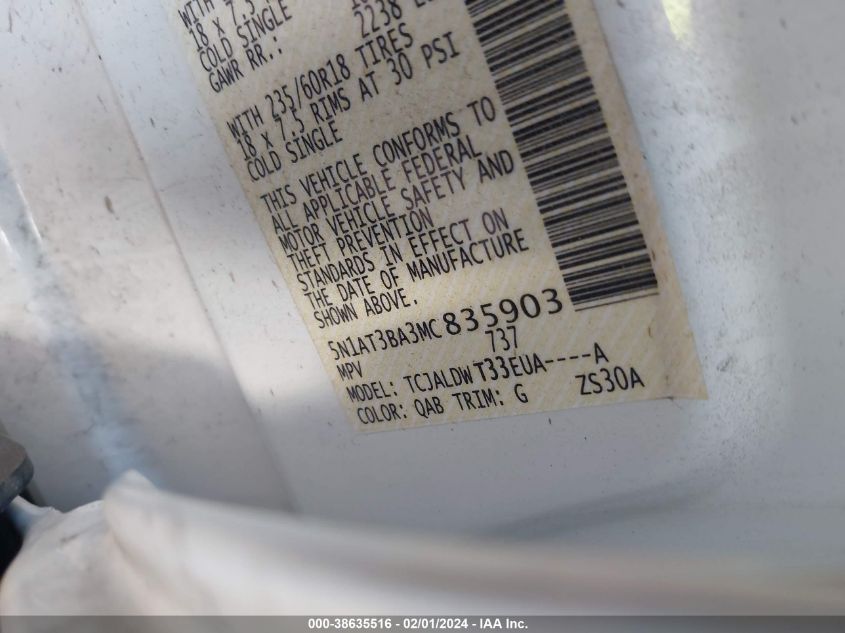 WITH
18 X 7.5
COLD SINGLE
GAWR RR.: 2238
WITH 235/60R18 TIRES
18 X 7.5 RIMS AT 30 PSI
COLD SINGLE
THIS VEHICLE CONFORMS TO
ALL APPLICABLE FEDERAL
MOTOR VEHICLE SAFETY AND
THEFT PREVENTION
STANDARDS IN EFFECT ON
THE DATE OF MANUFACTURE
SHOWN ABOVE.
5N1AT3BA3MC835903
MPV 737
MODEL: TCJALDWT33EUA----A
COLOR: QAB TRIM: G ZS30A
000-38635516 - 02/01/2024 - IAA Inc.